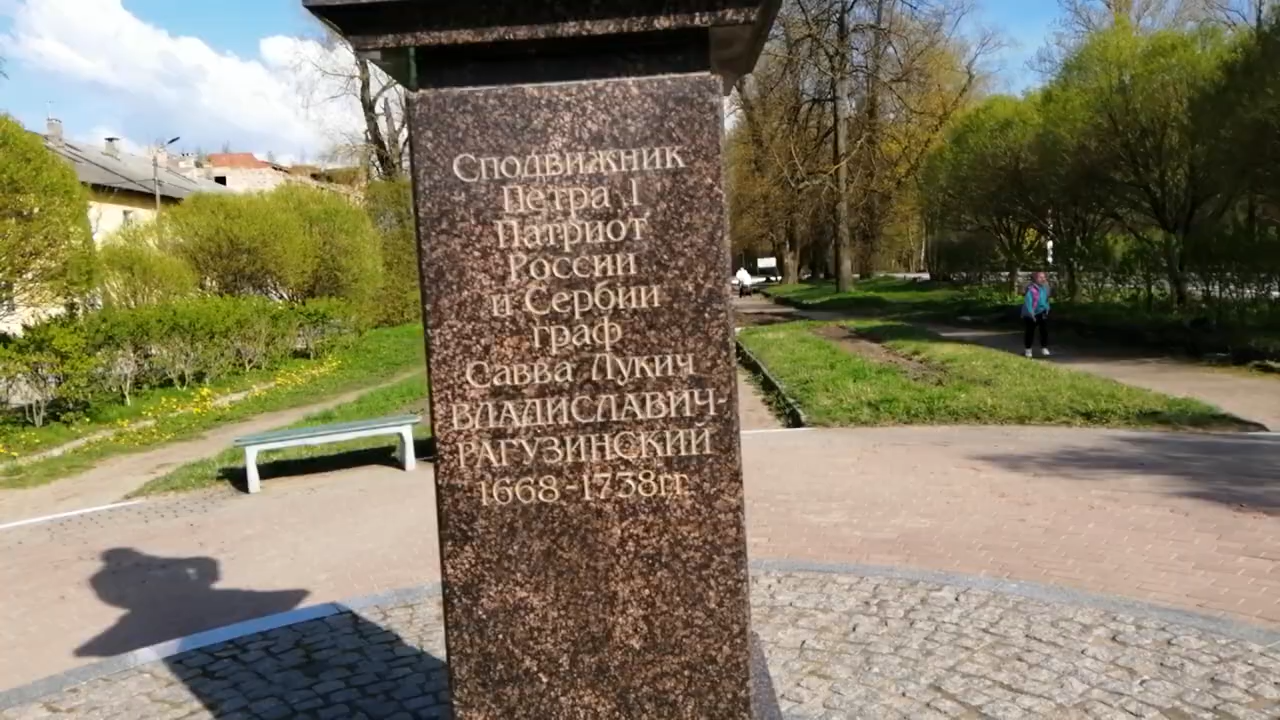 Сподвижник
Петра I
Патриот
России
и Сербии
граф
Савва Лукич
ВЛАДИСЛАВИЧ-
РАГУЗИНСКИЙ
1668-1738гг.